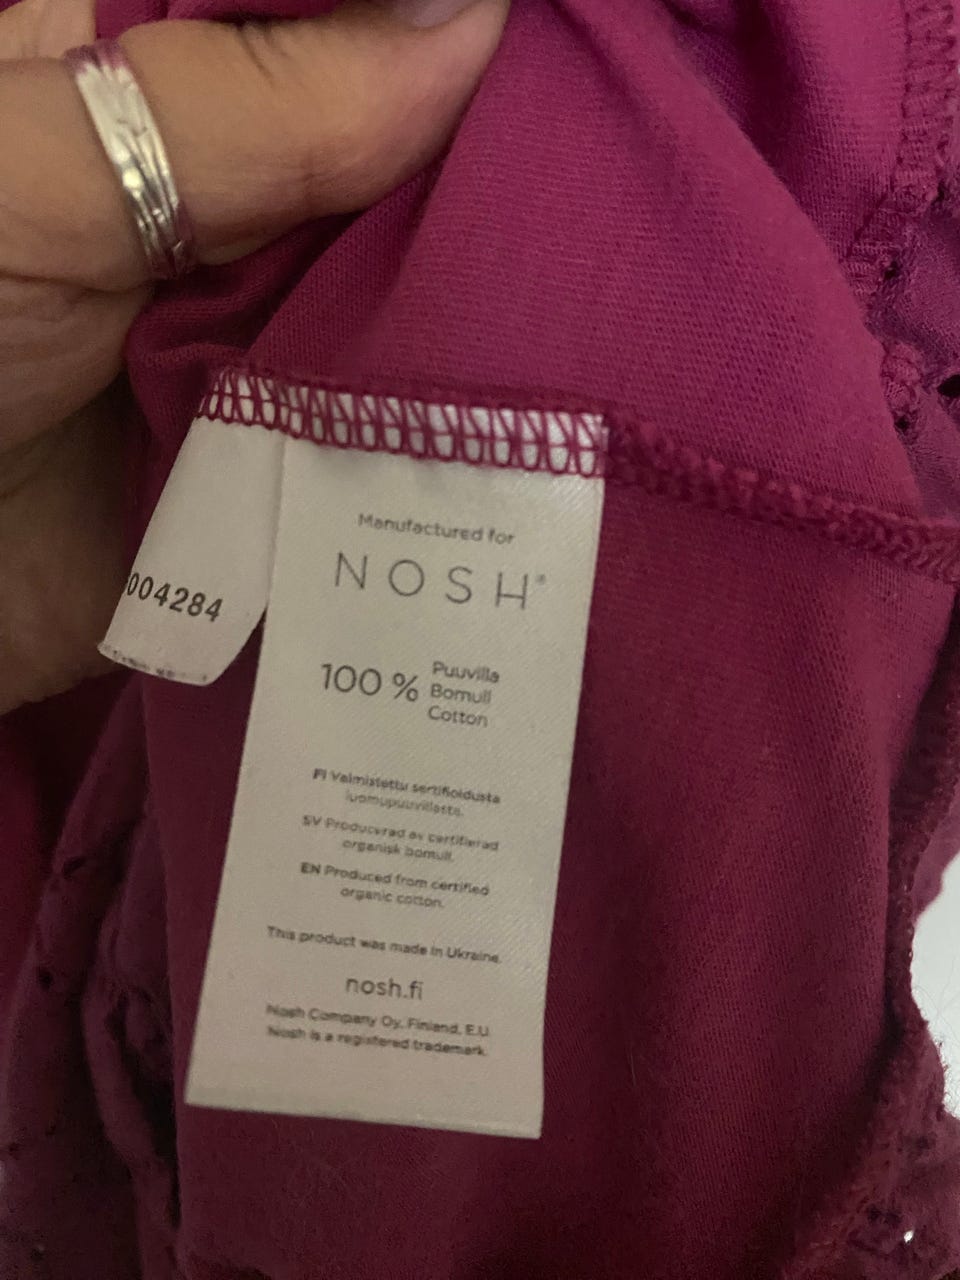 Manufactured for
NOSH®
100 % Puuvilla
Bomull
Cotton
FI Valmistettu sertifioidusta
luomupuuvillasta.
SV Producerad av certifierad
organisk bomull.
EN Produced from certified
organic cotton.
This product was made in Ukraine.
nosh.fi
Nosh Company Oy, Finland, E.U.
Nosh is a registered trademark.
004284